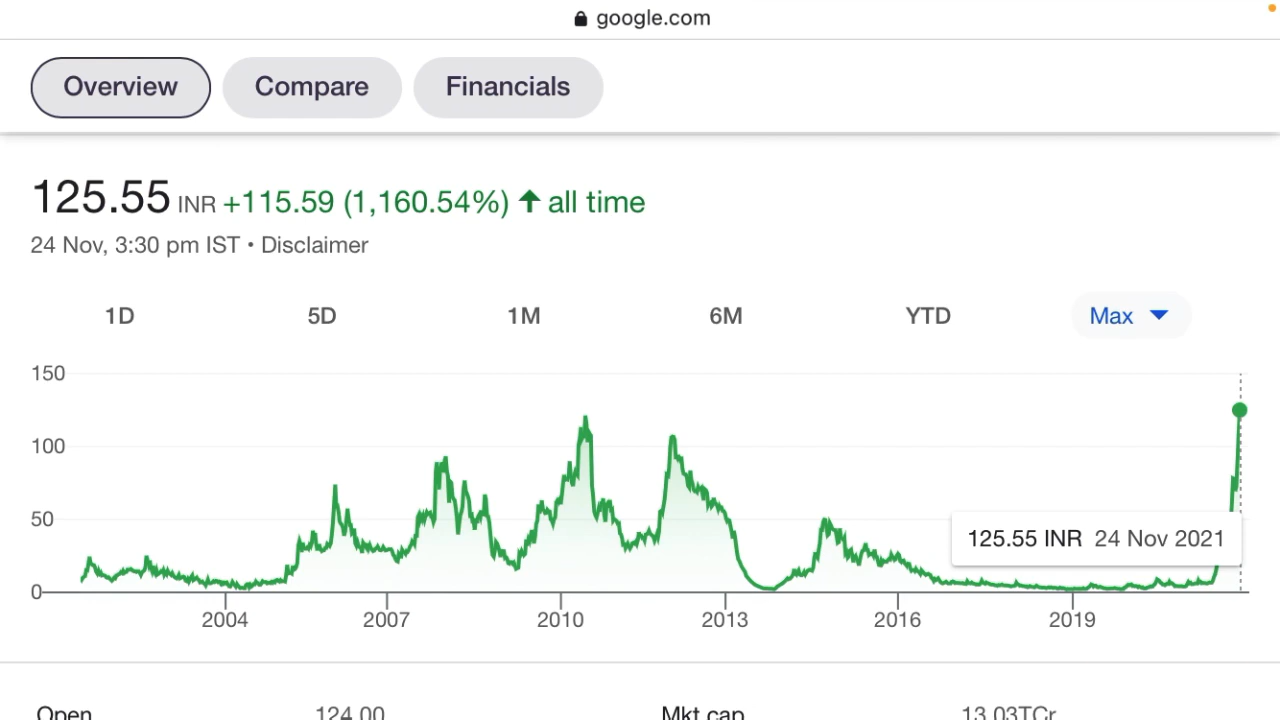 google.com
Overview Compare Financials
125.55 INR +115.59 (1,160.54%) ↑ all time
24 Nov, 3:30 pm IST • Disclaimer
1D 5D 1M 6M YTD Max
150
100
50
125.55 INR 24 Nov 2021
0
2004 2007 2010 2013 2016 2019
Open 124.00 Mkt cap 13.03TCr